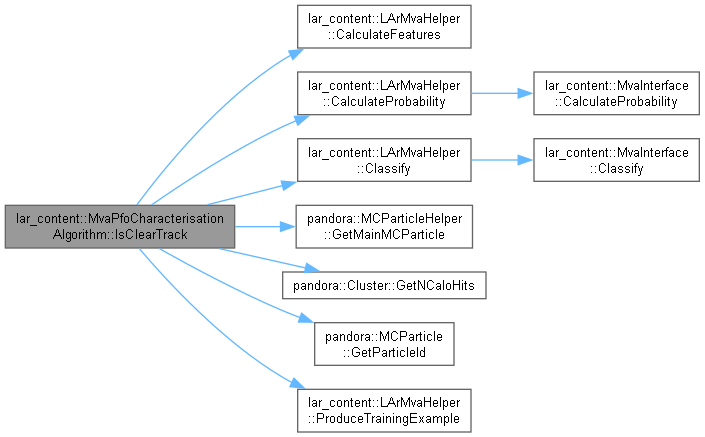 lar_content::LArMvaHelper
::CalculateFeatures
lar_content::LArMvaHelper
::CalculateProbability
lar_content::MvaInterface
::CalculateProbability
lar_content::LArMvaHelper
::Classify
lar_content::MvaInterface
::Classify
lar_content::MvaPfoCharacterisation
Algorithm::IsClearTrack
pandora::MCParticleHelper
::GetMainMCParticle
pandora::Cluster::GetNCaloHits
pandora::MCParticle
::GetParticleId
lar_content::LArMvaHelper
::ProduceTrainingExample